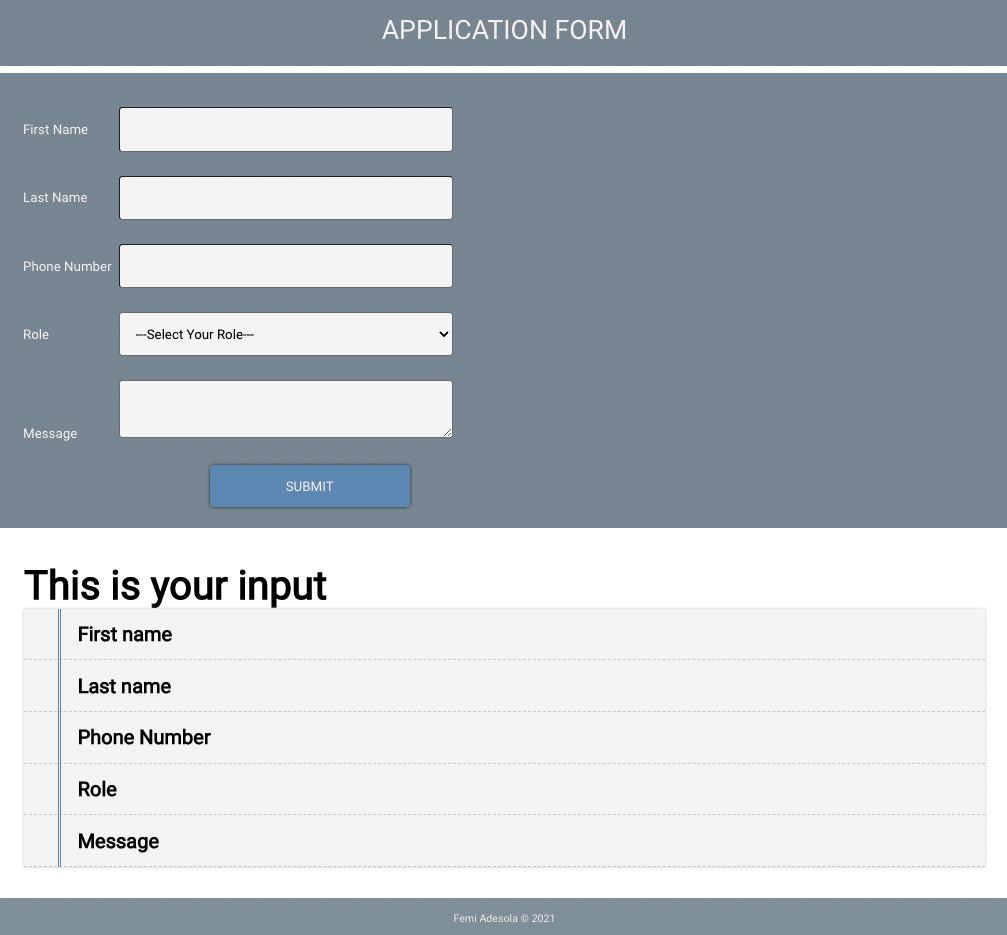 APPLICATION FORM
First Name
Last Name
Phone Number
Role
---Select Your Role---
Message
SUBMIT
This is your input
First name
Last name
Phone Number
Role
Message
Femi Adesola © 2021